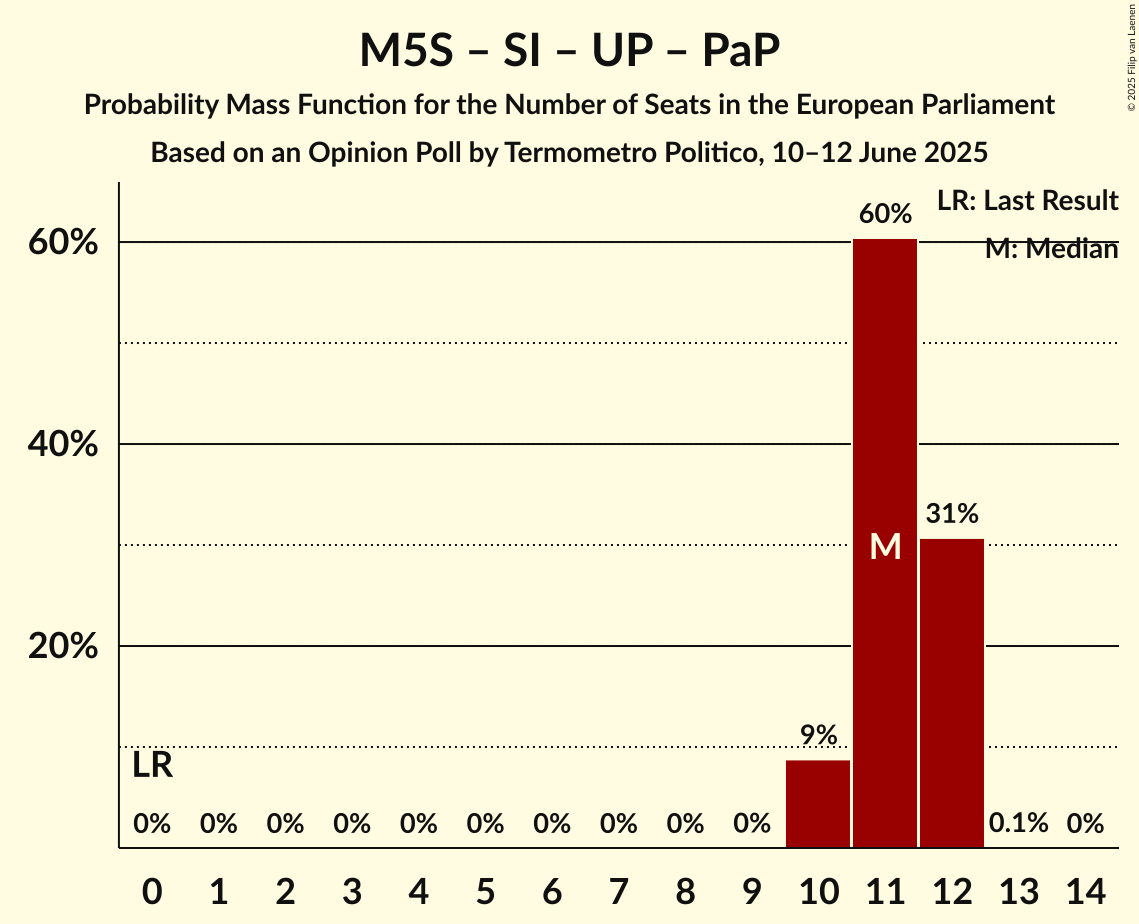 M5S – SI – UP – PaP
Probability Mass Function for the Number of Seats in the European Parliament
Based on an Opinion Poll by Termometro Politico, 10–12 June 2025
© 2025 Filip van Laenen
LR: Last Result
M: Median
60%
40%
20%
60%
31%
M
9%
LR
0% 0% 0% 0% 0% 0% 0% 0% 0% 0% 0.1% 0%
0 1 2 3 4 5 6 7 8 9 10 11 12 13 14